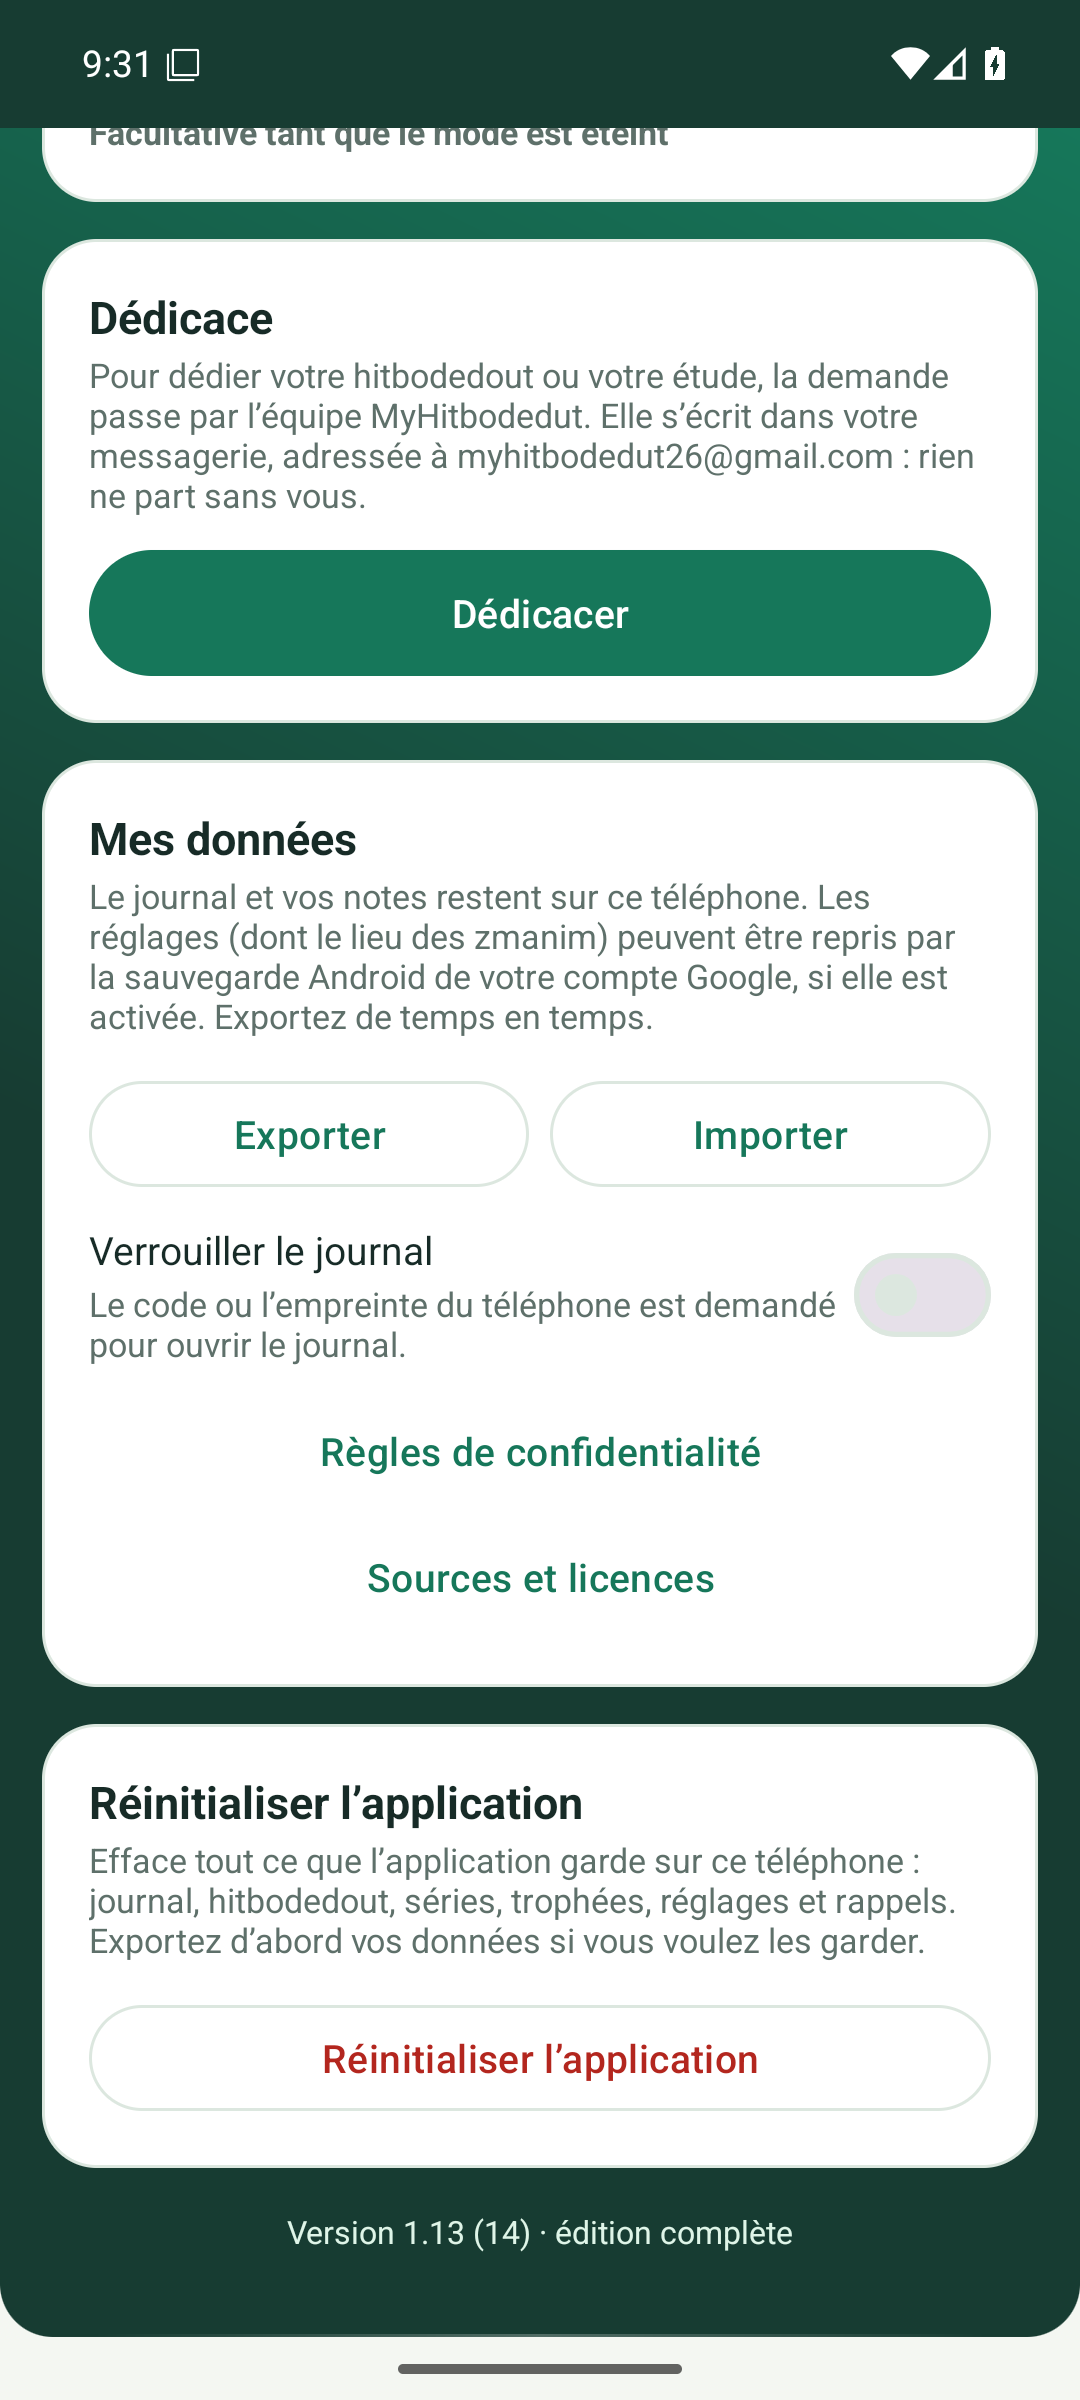 9:31
Facultative tant que le mode est éteint
Dédicace
Pour dédier votre hitbodedout ou votre étude, la demande
passe par l’équipe MyHitbodedut. Elle s’écrit dans votre
messagerie, adressée à myhitbodedut26@gmail.com : rien
ne part sans vous.
Dédicacer
Mes données
Le journal et vos notes restent sur ce téléphone. Les
réglages (dont le lieu des zmanim) peuvent être repris par
la sauvegarde Android de votre compte Google, si elle est
activée. Exportez de temps en temps.
Exporter
Importer
Verrouiller le journal
Le code ou l’empreinte du téléphone est demandé
pour ouvrir le journal.
Règles de confidentialité
Sources et licences
Réinitialiser l’application
Efface tout ce que l’application garde sur ce téléphone :
journal, hitbodedout, séries, trophées, réglages et rappels.
Exportez d’abord vos données si vous voulez les garder.
Réinitialiser l’application
Version 1.13 (14) · édition complète